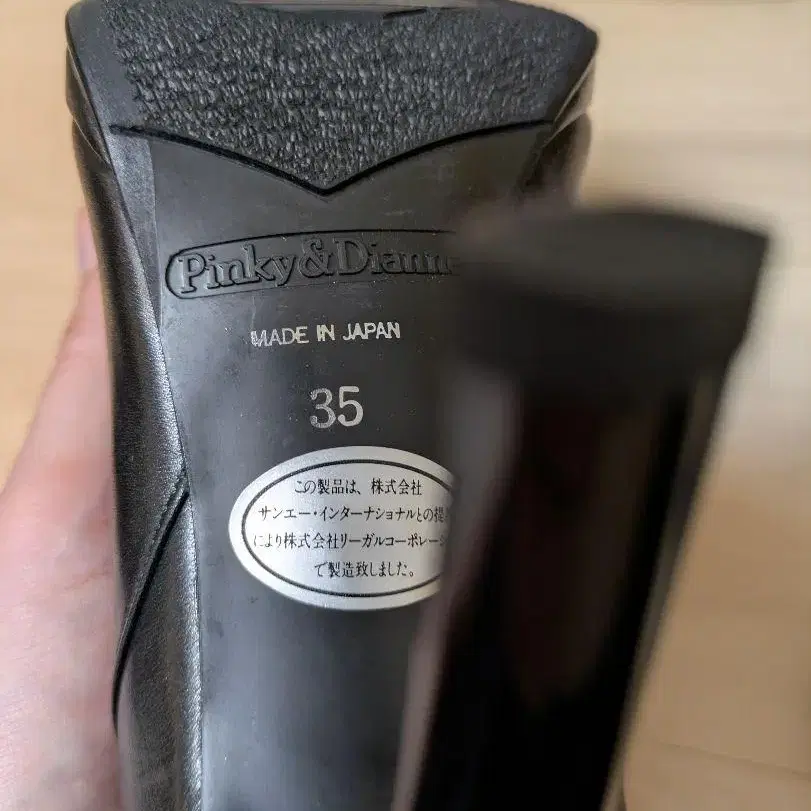 Pinky&Dianne
MADE IN JAPAN
35
この製品は、株式会社
サンエー・インターナショナルとの提
により株式会社リーガルコーポレーシ
で製造致しました。